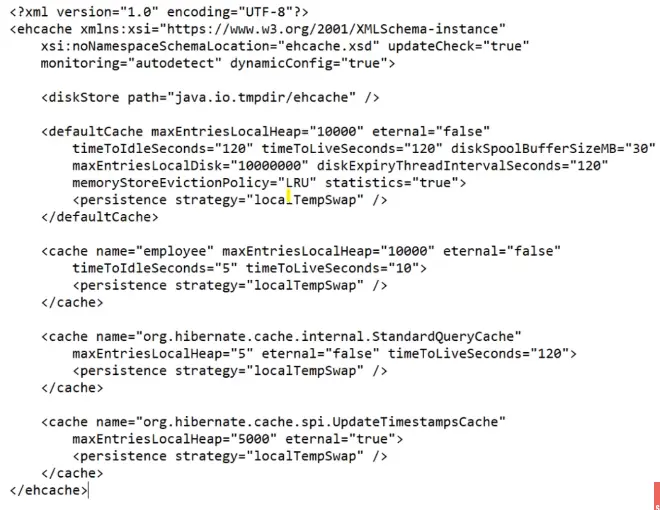 <?xml version="1.0" encoding="UTF-8"?>
<ehcache xmlns:xsi="https://www.w3.org/2001/XMLSchema-instance"
    xsi:noNamespaceSchemaLocation="ehcache.xsd" updateCheck="true"
    monitoring="autodetect" dynamicConfig="true">

    <diskStore path="java.io.tmpdir/ehcache" />

    <defaultCache maxEntriesLocalHeap="10000" eternal="false"
        timeToIdleSeconds="120" timeToLiveSeconds="120" diskSpoolBufferSizeMB="30"
        maxEntriesLocalDisk="10000000" diskExpiryThreadIntervalSeconds="120"
        memoryStoreEvictionPolicy="LRU" statistics="true">
        <persistence strategy="localTempSwap" />
    </defaultCache>

    <cache name="employee" maxEntriesLocalHeap="10000" eternal="false"
        timeToIdleSeconds="5" timeToLiveSeconds="10">
        <persistence strategy="localTempSwap" />
    </cache>

    <cache name="org.hibernate.cache.internal.StandardQueryCache"
        maxEntriesLocalHeap="5" eternal="false" timeToLiveSeconds="120">
        <persistence strategy="localTempSwap" />
    </cache>

    <cache name="org.hibernate.cache.spi.UpdateTimestampsCache"
        maxEntriesLocalHeap="5000" eternal="true">
        <persistence strategy="localTempSwap" />
    </cache>
</ehcache>